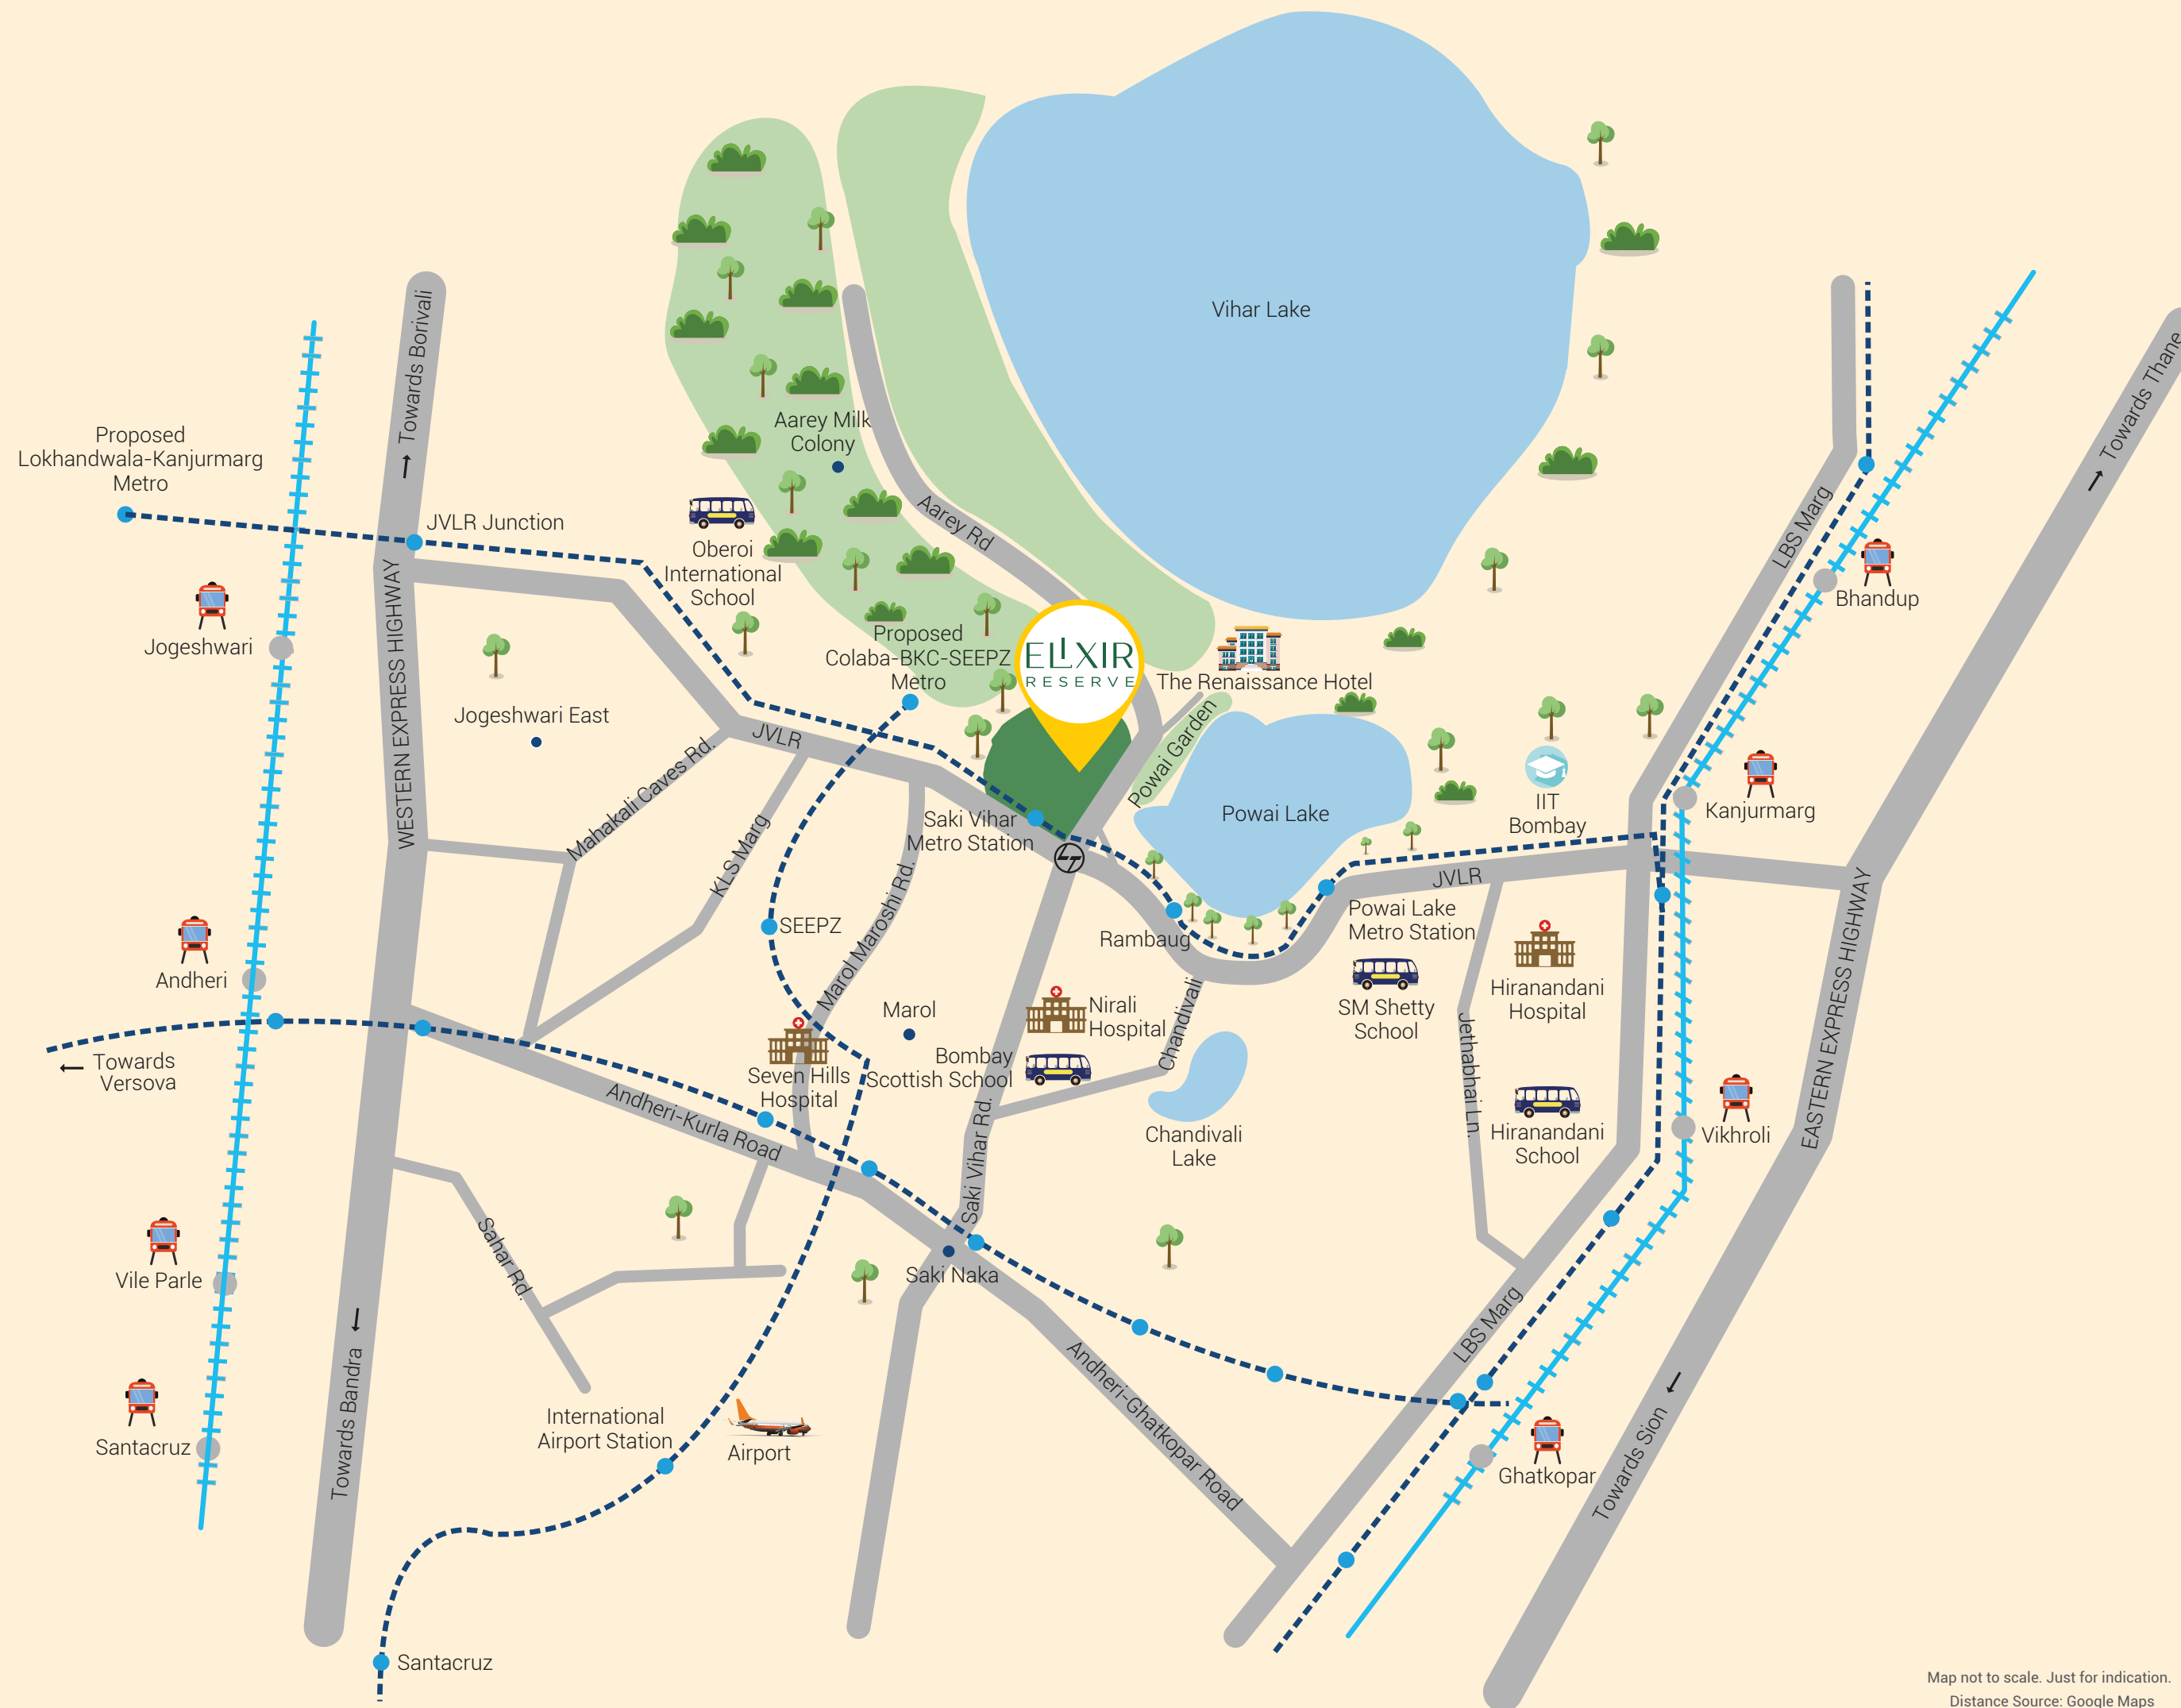 Vihar Lake
Towards Borivali
Towards Thane
Aarey Milk
Colony
Proposed
Lokhandwala-Kanjurmarg
Metro
JVLR Junction
LBS Marg
Aarey Rd
Oberoi
International
School
Bhandup
WESTERN EXPRESS HIGHWAY
Jogeshwari
Proposed
Colaba-BKC-SEEPZ
Metro
ELIXIR
RESERVE
The Renaissance Hotel
Jogeshwari East
JVLR
Powai Garden
Mahakali Caves Rd.
KLS Marg
Saki Vihar
Metro Station
Powai Lake
IIT
Bombay
Kanjurmarg
JVLR
SEEPZ
Marol Maroshi Rd.
Rambaug
Powai Lake
Metro Station
Andheri
Marol
Nirali
Hospital
Chandivali
SM Shetty
School
Hiranandani
Hospital
EASTERN EXPRESS HIGHWAY
Towards
Versova
Seven Hills
Hospital
Bombay
Scottish School
Jethabhai Ln.
Andheri-Kurla Road
Saki Vihar Rd.
Chandivali
Lake
Hiranandani
School
Vikhroli
Sahar Rd.
Vile Parle
Saki Naka
LBS Marg
Towards Bandra
Andheri-Ghatkopar Road
International
Airport Station
Airport
Santacruz
Ghatkopar
Towards Sion
Santacruz
Map not to scale. Just for indication.
Distance Source: Google Maps